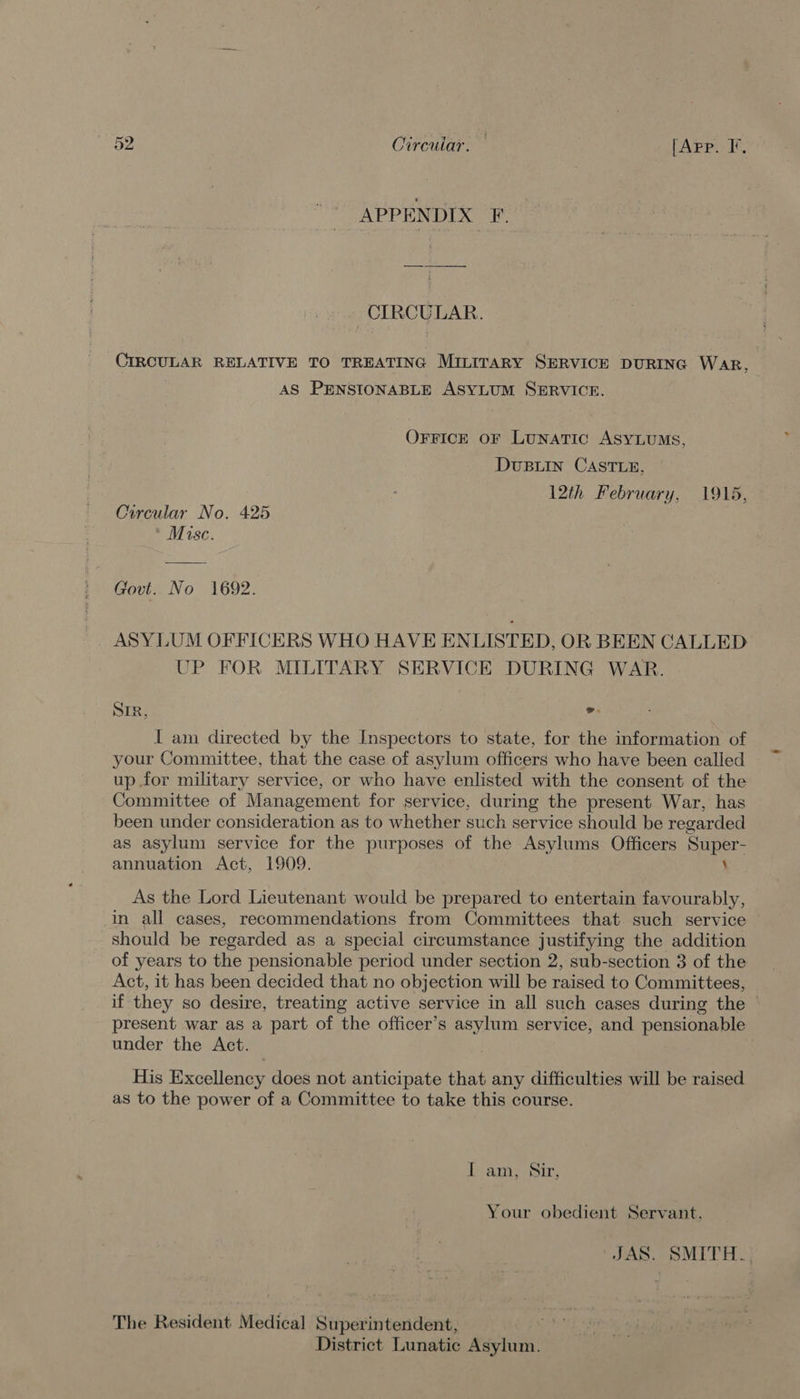 52 Circular. [APP. F.
APPENDIX F.
CIRCULAR.
CIRCULAR RELATIVE TO TREATING MILITARY SERVICE DURING WAR,
AS PENSIONABLE ASYLUM SERVICE.
OFFICE OF LUNATIC ASYLUMS,
DUBLIN CASTLE,
12th February, 1915,
Circular No. 425
Misc.
Govt. No 1692.
ASYLUM OFFICERS WHO HAVE ENLISTED, OR BEEN CALLED
UP FOR MILITARY SERVICE DURING WAR.
SIR,
I am directed by the Inspectors to state, for the information of
your Committee, that the case of asylum officers who have been called
up for military service, or who have enlisted with the consent of the
Committee of Management for service, during the present War, has
been under consideration as to whether such service should be regarded
as asylum service for the purposes of the Asylums Officers Super-
annuation Act, 1909.
As the Lord Lieutenant would be prepared to entertain favourably,
in all cases, recommendations from Committees that such service
should be regarded as a special circumstance justifying the addition
of years to the pensionable period under section 2, sub-section 3 of the
Act, it has been decided that no objection will be raised to Committees,
if they so desire, treating active service in all such cases during the
present war as a part of the officer's asylum service, and pensionable
under the Act.
His Excellency does not anticipate that any difficulties will be raised
as to the power of a Committee to take this course.
I am, Sir,
Your obedient Servant,
JAS. SMITH.
The Resident Medical Superintendent,
District Lunatic Asylum.